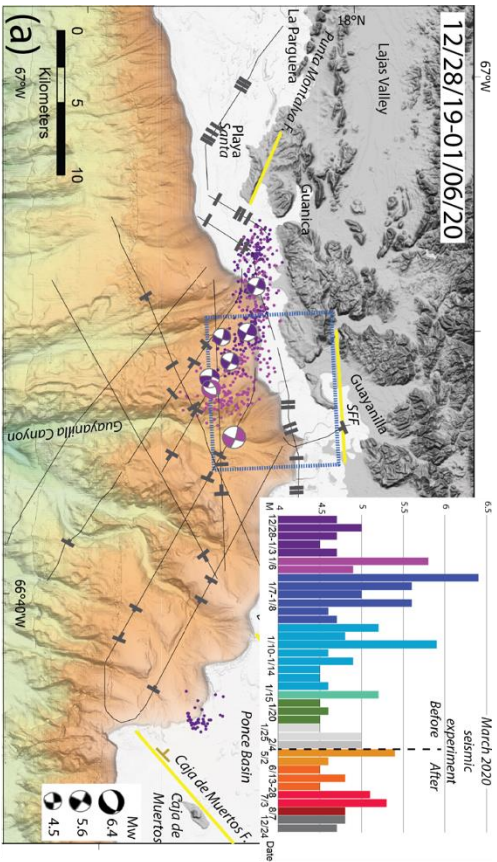 12/28/19-01/06/20
67°W
18°N
Lajas Valley
La Parguera
Punta Montalva F.
Playa
Santa
Guanica
Guayanilla
SFF
Guayanilla Canyon
(a)
0 5 10
Kilometers
67°W
66°40'W
Ponce Basin
Caja de Muertos F.
Caja de
Muertos
Mw
6.4
5.6
4.5
March 2020
seismic
experiment
Before
After
6.5
6
5.5
5
4.5
4
M
12/28-1/3
1/6
1/7-1/8
1/10-1/14
1/15
1/20
1/25
2/4
5/2
6/13-28
7/3
8/7
12/24
Date